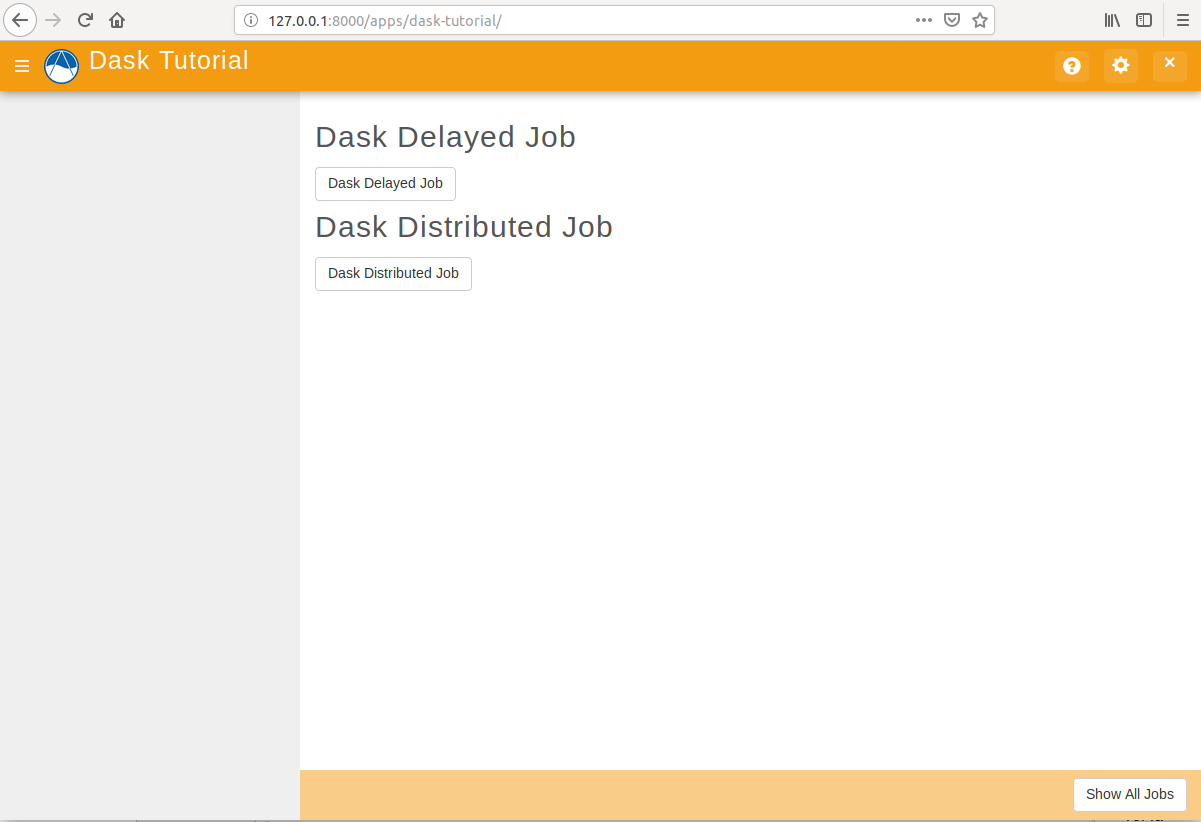 127.0.0.1:8000/apps/dask-tutorial/
Dask Tutorial
Dask Delayed Job
Dask Delayed Job
Dask Distributed Job
Dask Distributed Job
Show All Jobs